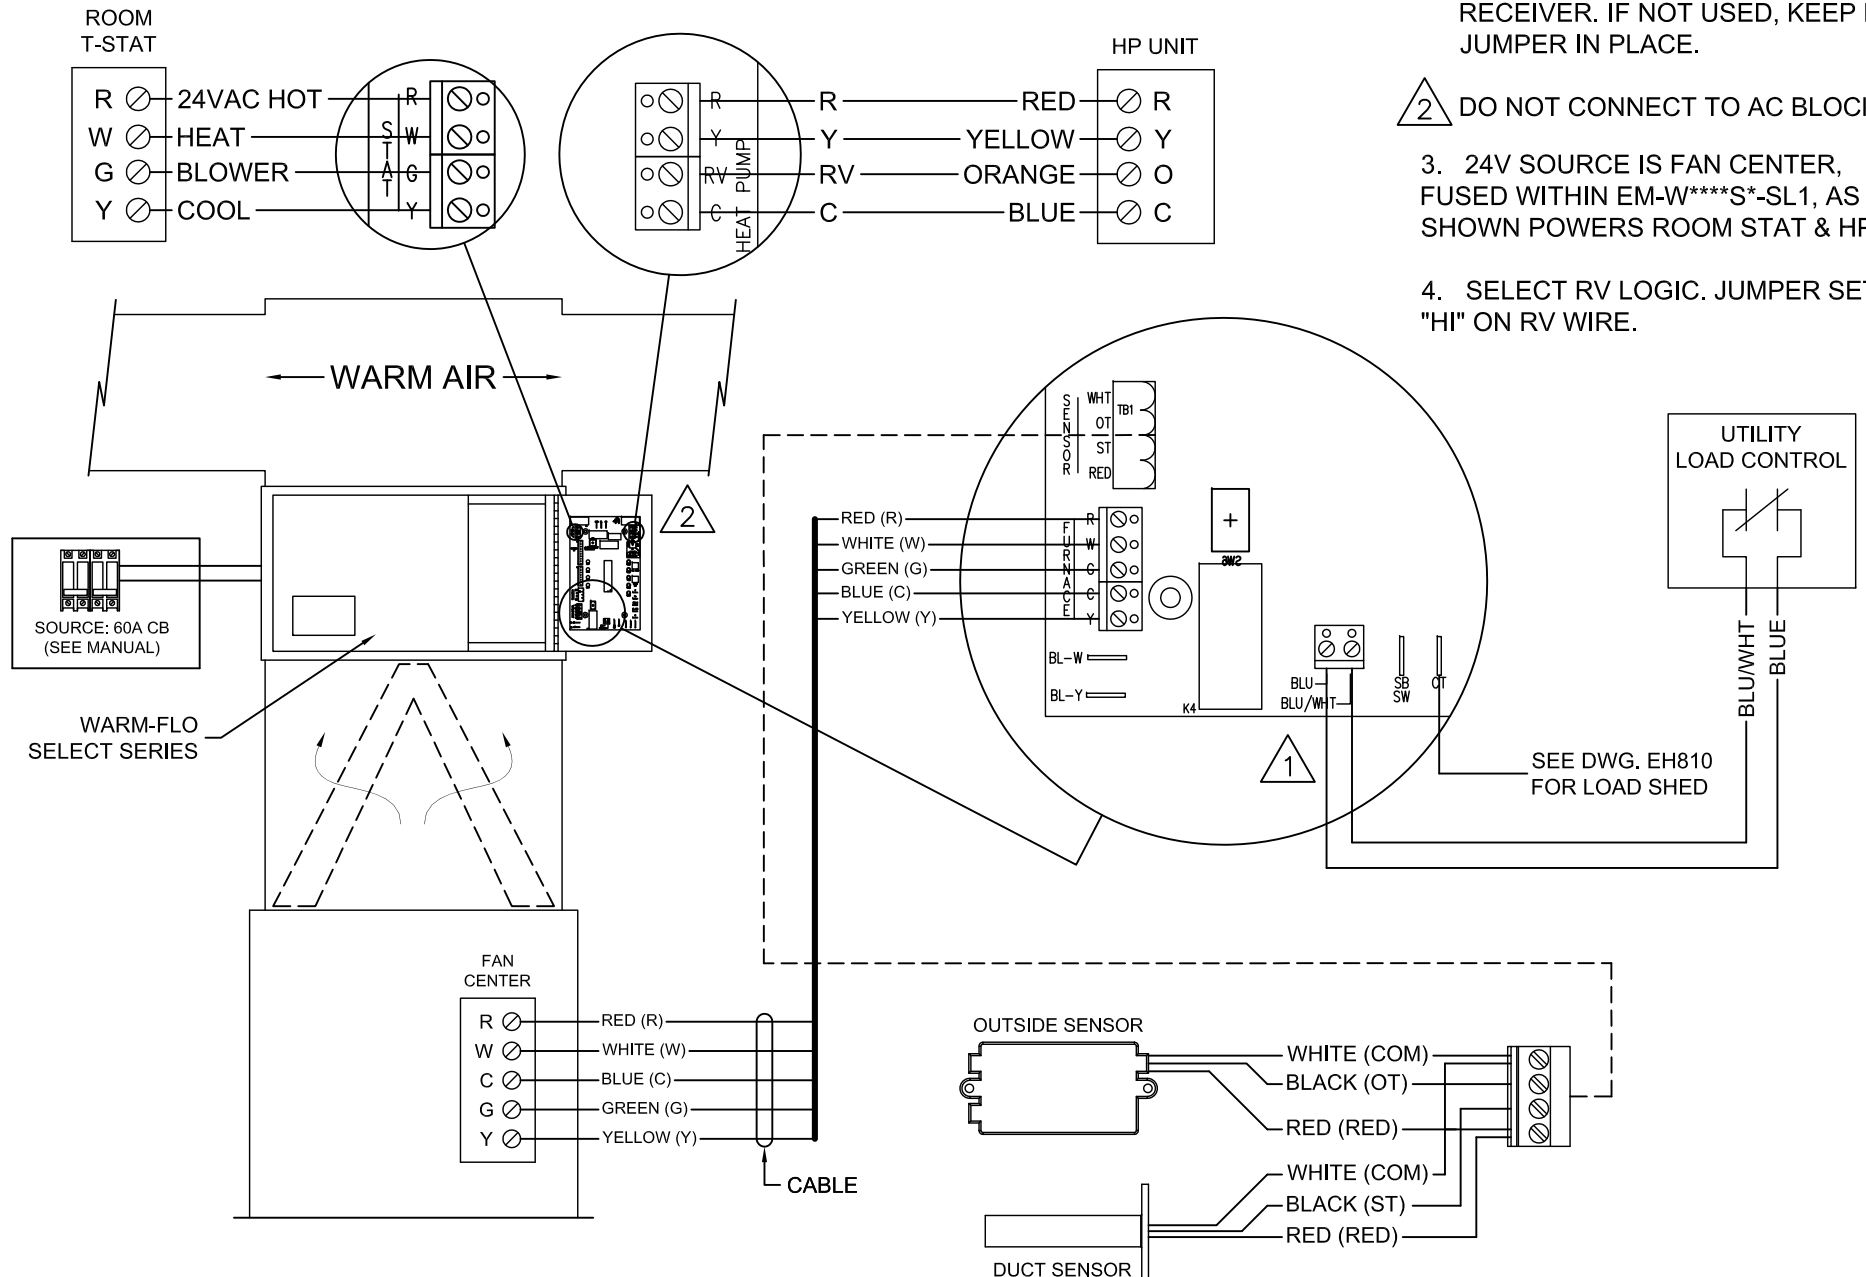 ROOM
T-STAT
R 24VAC HOT R
W HEAT W
G BLOWER G
Y COOL Y
STAT
HP UNIT
R R RED R
Y Y YELLOW Y
RV RV ORANGE O
C C BLUE C
HEAT PUMP
RECEIVER. IF NOT USED, KEEP
JUMPER IN PLACE.
2 DO NOT CONNECT TO AC BLOC
3. 24V SOURCE IS FAN CENTER,
FUSED WITHIN EM-W****S*-SL1, AS
SHOWN POWERS ROOM STAT & HP
4. SELECT RV LOGIC. JUMPER SET
"HI" ON RV WIRE.
WARM AIR
2
SOURCE: 60A CB
(SEE MANUAL)
WARM-FLO
SELECT SERIES
SENSOR
WHT
OT
ST
RED
TB1
RED (R) R
WHITE (W) W
GREEN (G) G
BLUE (C) C
YELLOW (Y) Y
FURNACE
SW6
BL-W
BL-Y
K4
BLU
BLU/WHT
SB
SW
OT
1
UTILITY
LOAD CONTROL
BLU/WHT
BLUE
SEE DWG. EH810
FOR LOAD SHED
FAN
CENTER
R RED (R)
W WHITE (W)
C BLUE (C)
G GREEN (G)
Y YELLOW (Y)
CABLE
OUTSIDE SENSOR
WHITE (COM)
BLACK (OT)
RED (RED)
WHITE (COM)
BLACK (ST)
RED (RED)
DUCT SENSOR